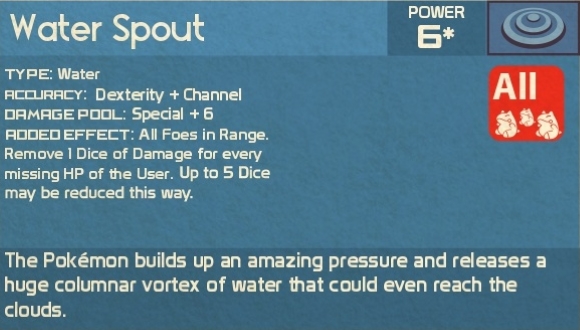 Water Spout
POWER
6*
TYPE: Water
All
ACCURACY: Dexterity + Channel
DAMAGE POOL: Special + 6
ADDED EFFECT: All Foes in Range.
Remove 1 Dice of Damage for every
missing HP of the User. Up to 5 Dice
may be reduced this way.
The Pokémon builds up an amazing pressure and releases a
huge columnar vortex of water that could even reach the
clouds.